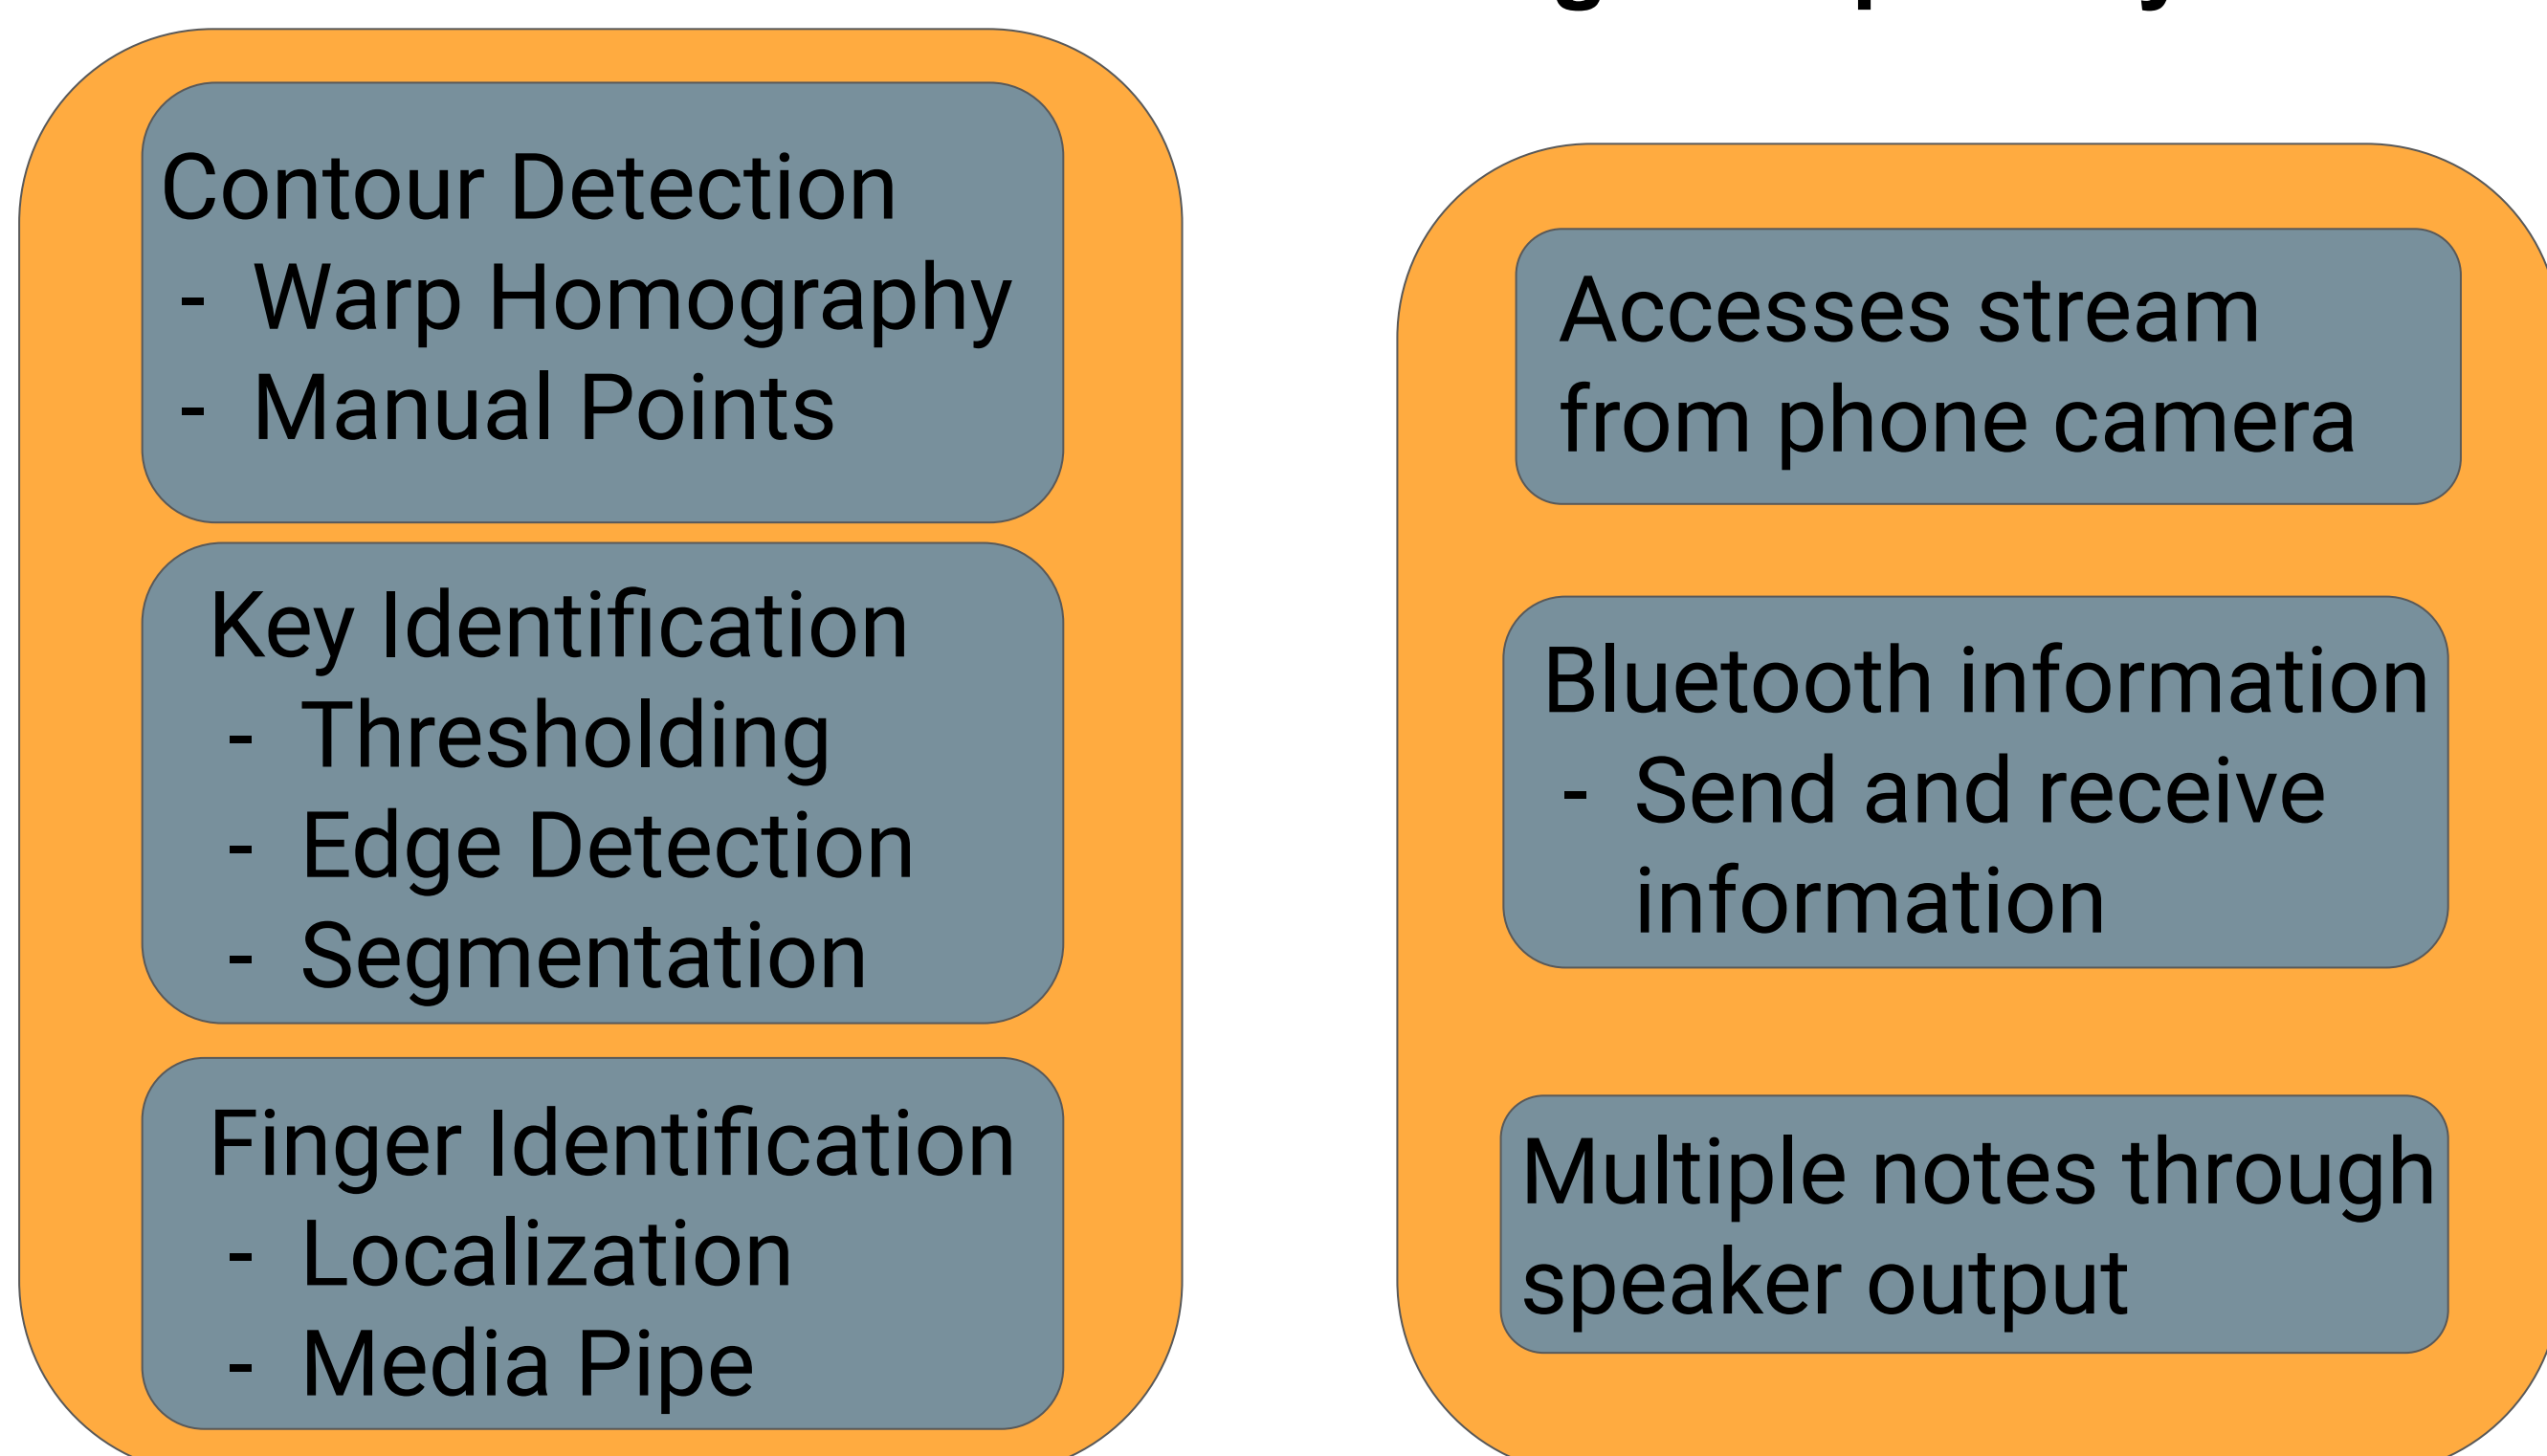 Contour Detection
- Warp Homography
- Manual Points
Key Identification
- Thresholding
- Edge Detection
- Segmentation
Finger Identification
- Localization
- Media Pipe
Accesses stream
from phone camera
Bluetooth information
- Send and receive
information
Multiple notes through
speaker output